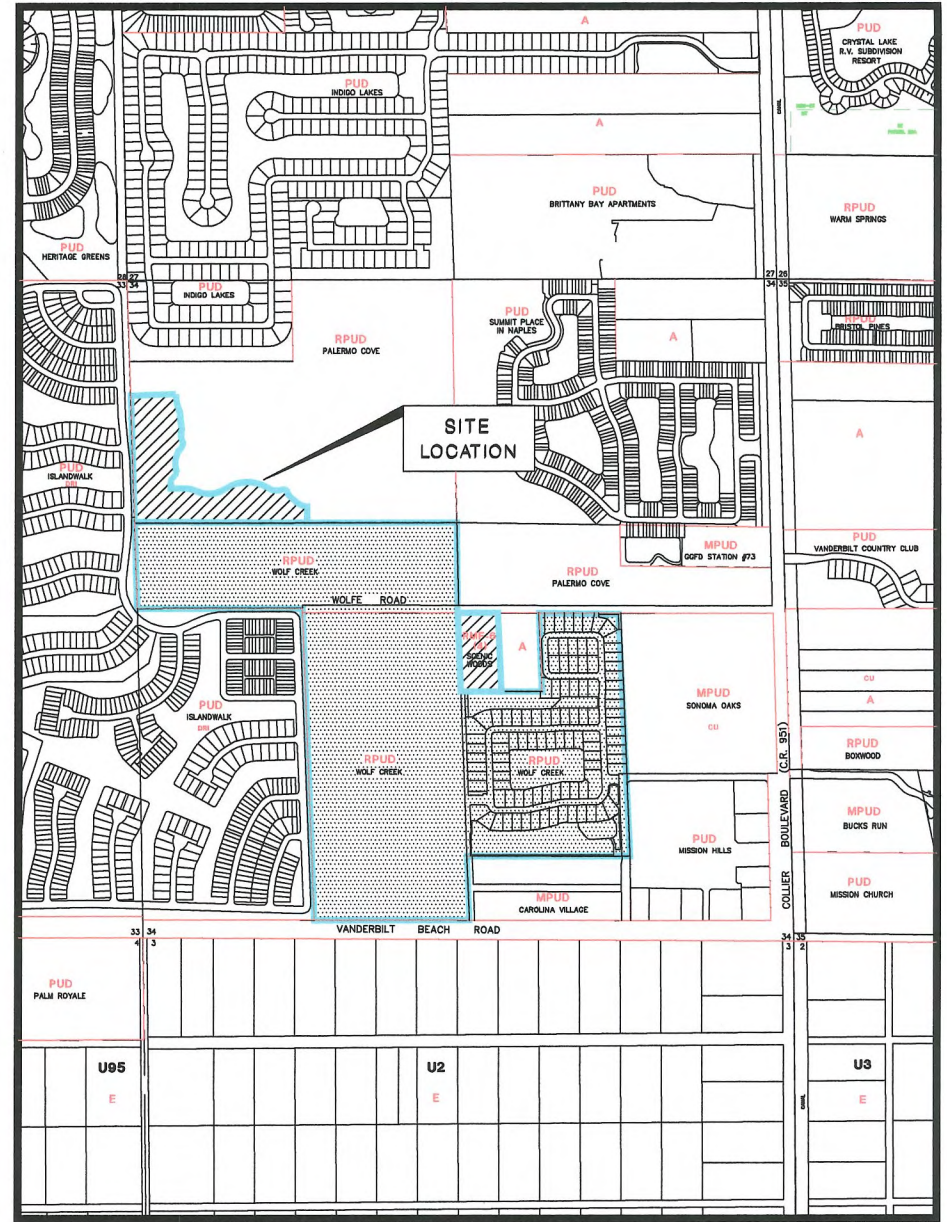 A
PUD
CRYSTAL LAKE
R.V. SUBDIVISION
RESORT
PUD
INDIGO LAKES
CANAL
A
PUD
BRITTANY BAY APARTMENTS
RPUD
WARM SPRINGS
PUD
HERITAGE GREENS
28 27
33 34
27 26
34 35
PUD
INDIGO LAKES
PUD
SUMMIT PLACE
IN NAPLES
RPUD
BRISTOL PINES
RPUD
PALERMO COVE
A
SITE
LOCATION
A
PUD
ISLANDWALK
DRI
MPUD
GGFD STATION #73
PUD
VANDERBILT COUNTRY CLUB
RPUD
WOLF CREEK
RPUD
PALERMO COVE
WOLFE ROAD
SCENIC
WOODS
A
CU
A
MPUD
SONOMA OAKS
CU
PUD
ISLANDWALK
DRI
RPUD
WOLF CREEK
RPUD
WOLF CREEK
RPUD
BOXWOOD
COLLIER BOULEVARD (C.R. 951)
MPUD
BUCKS RUN
PUD
MISSION HILLS
PUD
MISSION CHURCH
MPUD
CAROLINA VILLAGE
VANDERBILT BEACH ROAD
33 34
4 3
34 35
3 2
PUD
PALM ROYALE
U95
E
U2
E
U3
E
CANAL